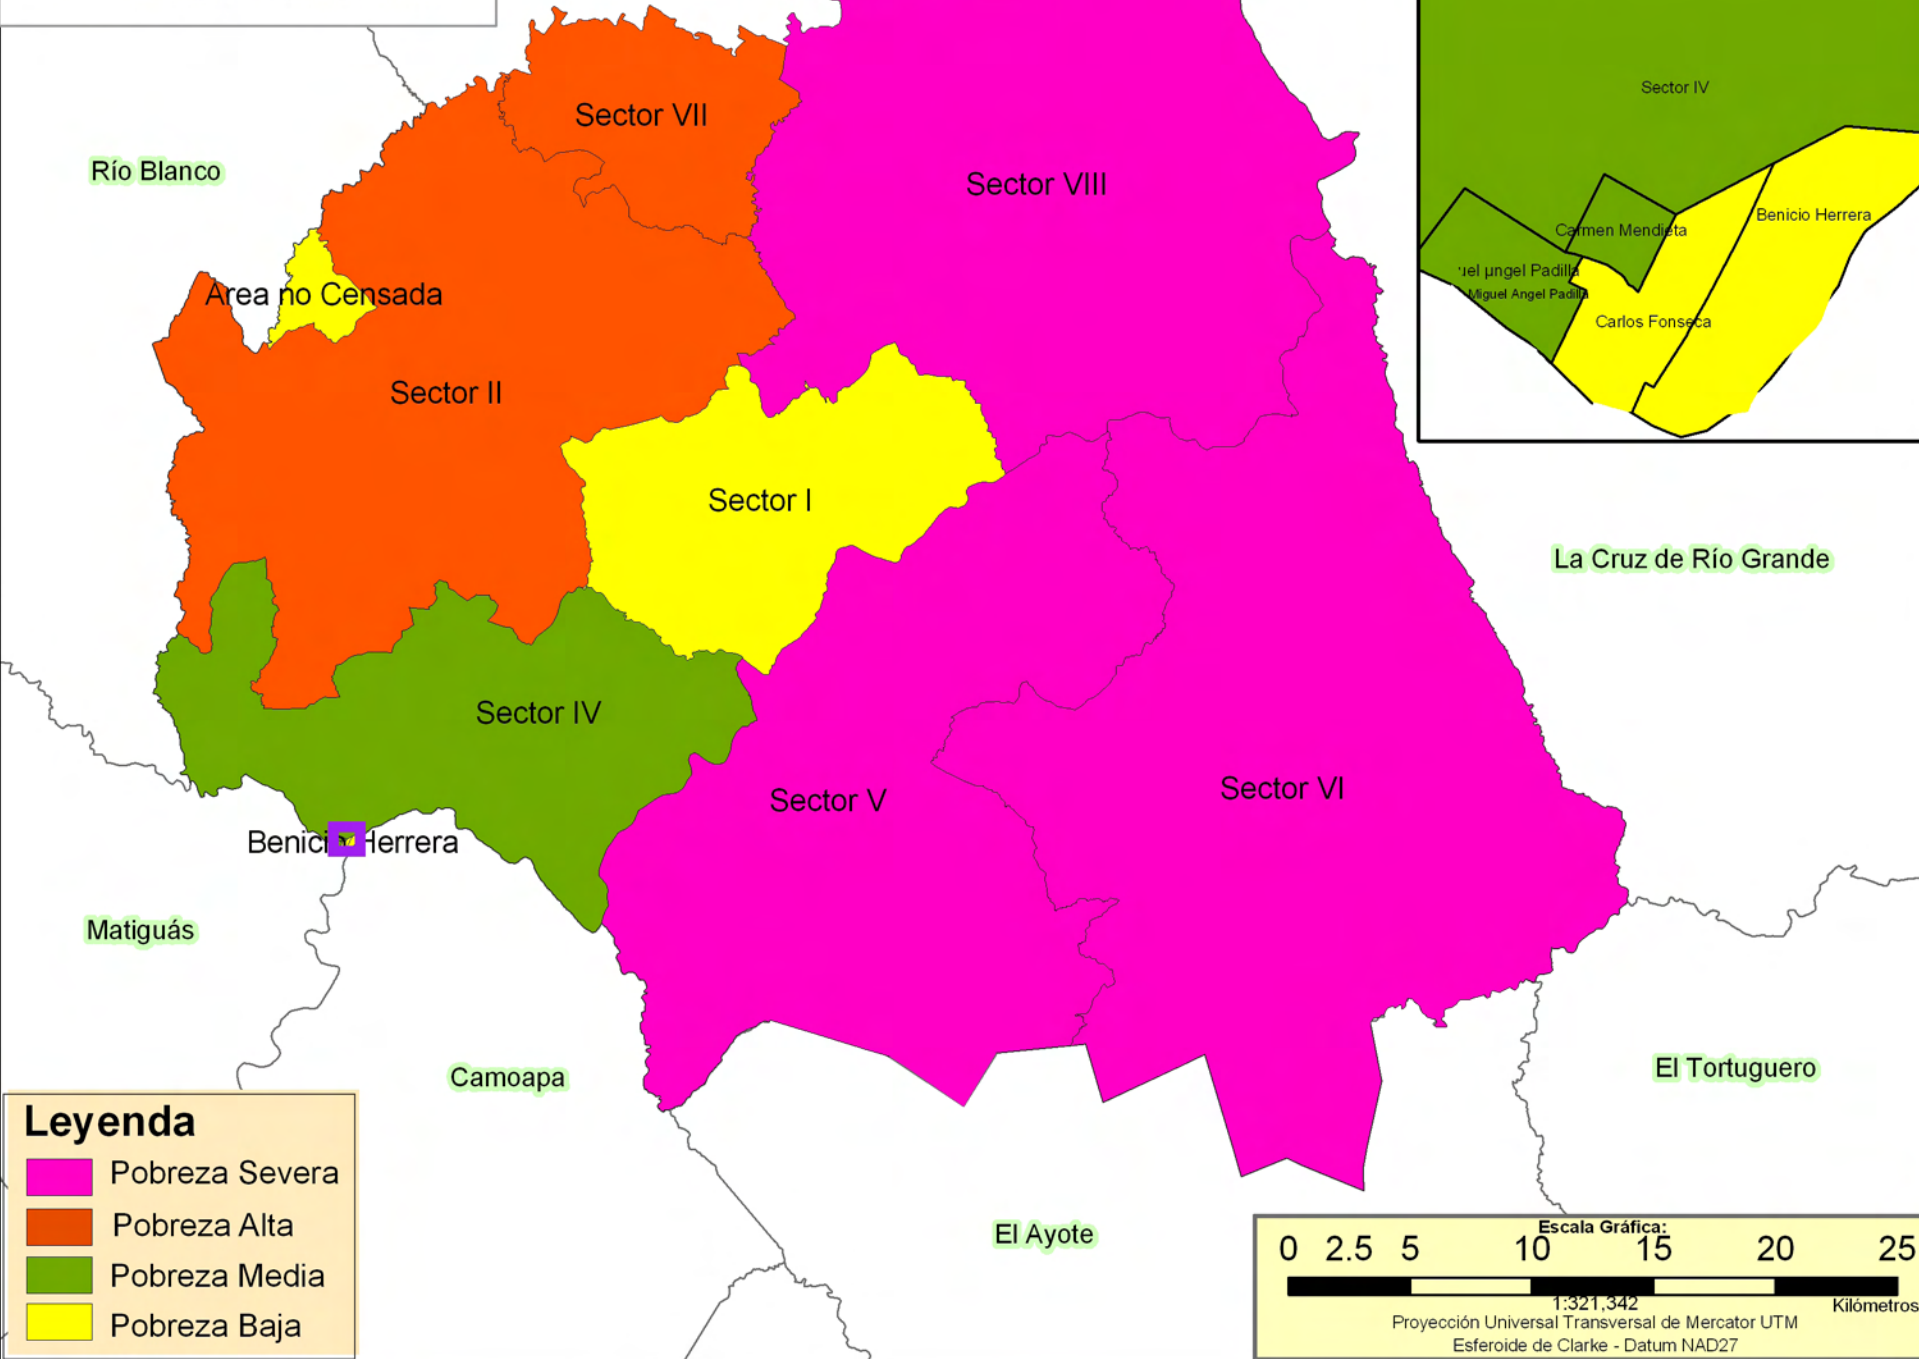 Sector IV
Sector VII
Río Blanco
Sector VIII
Benicio Herrera
Carmen Mendieta
uel µngel Padilla
Miguel Angel Padilla
Area no Censada
Carlos Fonseca
Sector II
Sector I
La Cruz de Río Grande
Sector IV
Sector V
Sector VI
Benicio Herrera
Matiguás
Camoapa
El Tortuguero
El Ayote
Leyenda
Pobreza Severa
Pobreza Alta
Pobreza Media
Pobreza Baja
Escala Gráfica:
0 2.5 5 10 15 20 25
1:321,342
Kilómetros
Proyección Universal Transversal de Mercator UTM
Esferoide de Clarke - Datum NAD27